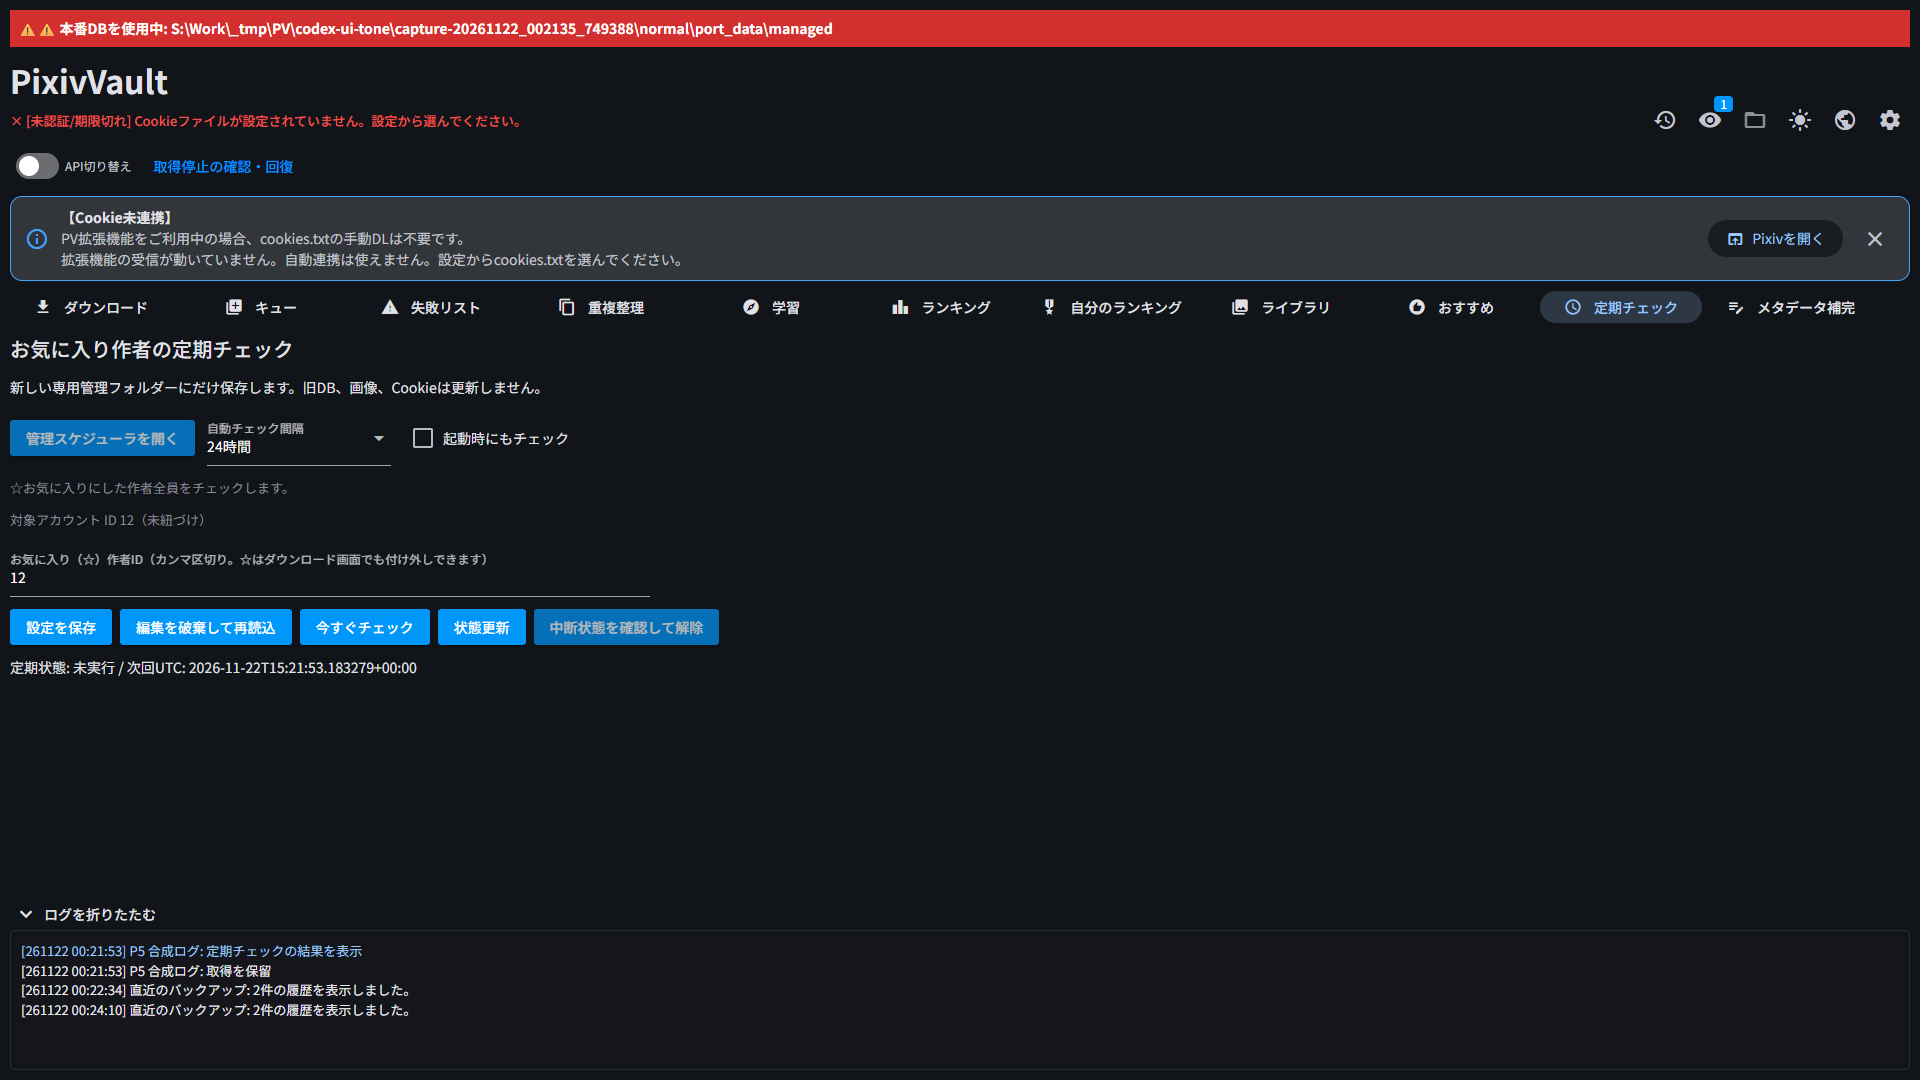 本番DBを使用中: S:\Work\_tmp\PV\codex-ui-tone\capture-20261122_002135_749388\normal\port_data\managed
PixivVault
✕ [未認証/期限切れ] Cookieファイルが設定されていません。設定から選んでください。
1
API切り替え 取得停止の確認・回復
【Cookie未連携】
PV拡張機能をご利用中の場合、cookies.txtの手動DLは不要です。
拡張機能の受信が動いていません。自動連携は使えません。設定からcookies.txtを選んでください。
Pixivを開く
ダウンロード キュー 失敗リスト 重複整理 学習 ランキング 自分のランキング ライブラリ おすすめ 定期チェック メタデータ補完
お気に入り作者の定期チェック
新しい専用管理フォルダーにだけ保存します。旧DB、画像、Cookieは更新しません。
管理スケジューラを開く
自動チェック間隔
24時間
起動時にもチェック
☆お気に入りにした作者全員をチェックします。
対象アカウント ID 12（未紐づけ）
お気に入り（☆）作者ID（カンマ区切り。☆はダウンロード画面でも付け外しできます）
12
設定を保存 編集を破棄して再読込 今すぐチェック 状態更新 中断状態を確認して解除
定期状態: 未実行 / 次回UTC: 2026-11-22T15:21:53.183279+00:00
ログを折りたたむ
[261122 00:21:53] P5 合成ログ: 定期チェックの結果を表示
[261122 00:21:53] P5 合成ログ: 取得を保留
[261122 00:22:34] 直近のバックアップ: 2件の履歴を表示しました。
[261122 00:24:10] 直近のバックアップ: 2件の履歴を表示しました。